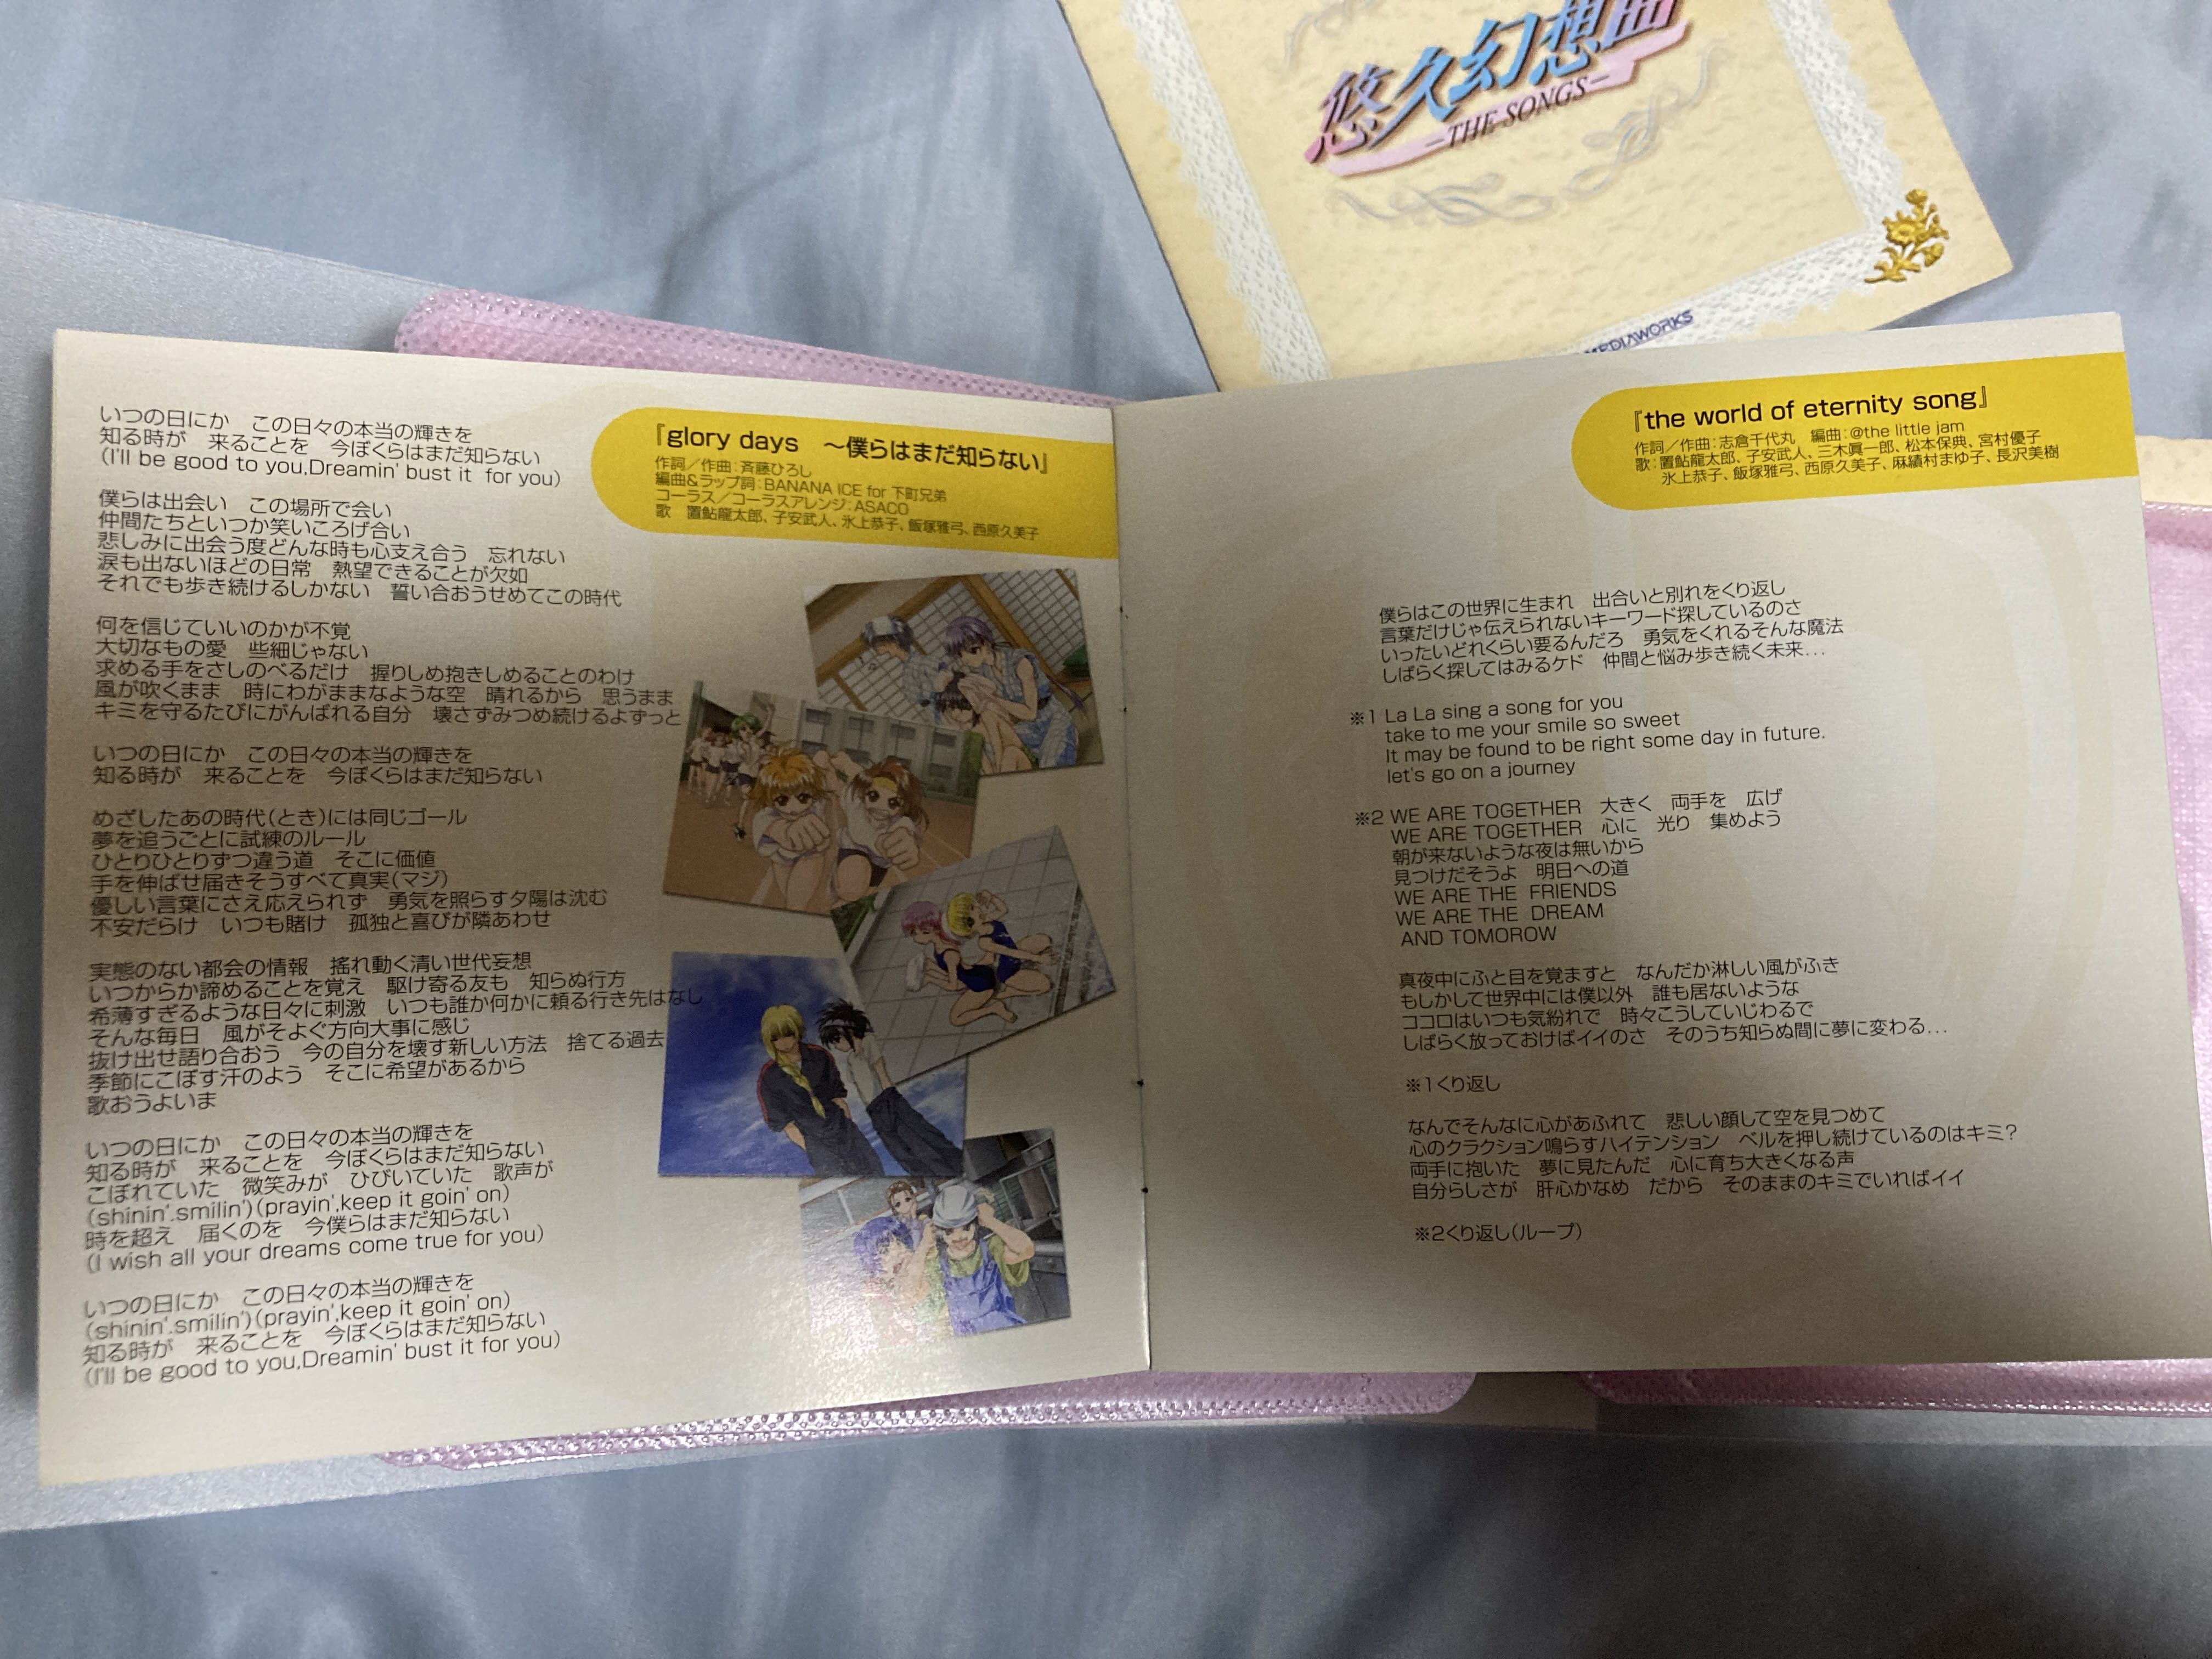 悠久幻想曲
-THE SONGS-
MEDIAWORKS
『glory days　～僕らはまだ知らない』
作詞／作曲：斉藤ひろし
編曲&ラップ詞：BANANA ICE for 下町兄弟
コーラス／コーラスアレンジ：ASACO
歌　置鮎龍太郎、子安武人、氷上恭子、飯塚雅弓、西原久美子
いつの日にか　この日々の本当の輝きを
知る時が　来ることを　今ぼくらはまだ知らない
(I'll be good to you,Dreamin' bust it for you)
僕らは出会い　この場所で会い
仲間たちといつか笑いころげ合い
悲しみに出会う度どんな時も心支え合う　忘れない
涙も出ないほどの日常　熱望できることが欠如
それでも歩き続けるしかない　誓い合おうせめてこの時代
何を信じていいのかが不覚
大切なもの愛　些細じゃない
求める手をさしのべるだけ　握りしめ抱きしめることのわけ
風が吹くまま　時にわがままなような空　晴れるから　思うまま
キミを守るたびにがんばれる自分　壊さずみつめ続けるよずっと
いつの日にか　この日々の本当の輝きを
知る時が　来ることを　今ぼくらはまだ知らない
めざしたあの時代(とき)には同じゴール
夢を追うごとに試練のルール
ひとりひとりずつ違う道　そこに価値
手を伸ばせ届きそうすべて真実(マジ)
優しい言葉にさえ応えられず　勇気を照らす夕陽は沈む
不安だらけ　いつも賭け　孤独と喜びが隣あわせ
実態のない都会の情報　揺れ動く清い世代妄想
いつからか諦めることを覚え　駆け寄る友も　知らぬ行方
希薄すぎるような日々に刺激　いつも誰か何かに頼る行き先はなし
そんな毎日　風がそよぐ方向大事に感じ
抜け出せ語り合おう　今の自分を壊す新しい方法　捨てる過去
季節にこぼす汗のよう　そこに希望があるから
歌おうよいま
いつの日にか　この日々の本当の輝きを
知る時が　来ることを　今ぼくらはまだ知らない
こぼれていた　微笑みが　ひびいていた　歌声が
(shinin'.smilin')(prayin',keep it goin' on)
時を超え　届くのを　今僕らはまだ知らない
(I wish all your dreams come true for you)
いつの日にか　この日々の本当の輝きを
(shinin'.smilin')(prayin',keep it goin' on)
知る時が　来ることを　今ぼくらはまだ知らない
(I'll be good to you,Dreamin' bust it for you)
『the world of eternity song』
作詞／作曲：志倉千代丸　編曲：@the little jam
歌：置鮎龍太郎、子安武人、三木眞一郎、松本保典、宮村優子
氷上恭子、飯塚雅弓、西原久美子、麻績村まゆ子、長沢美樹
僕らはこの世界に生まれ　出合いと別れをくり返し
言葉だけじゃ伝えられないキーワード探しているのさ
いったいどれくらい要るんだろ　勇気をくれるそんな魔法
しばらく探してはみるケド　仲間と悩み歩き続く未来…
※1 La La sing a song for you
take to me your smile so sweet
It may be found to be right some day in future.
let's go on a journey
※2 WE ARE TOGETHER　大きく　両手を　広げ
WE ARE TOGETHER　心に　光り　集めよう
朝が来ないような夜は無いから
見つけだそうよ　明日への道
WE ARE THE FRIENDS
WE ARE THE DREAM
AND TOMOROW
真夜中にふと目を覚ますと　なんだか淋しい風がふき
もしかして世界中には僕以外　誰も居ないような
ココロはいつも気紛れで　時々こうしていじわるで
しばらく放っておけばイイのさ　そのうち知らぬ間に夢に変わる…
※1くり返し
なんでそんなに心があふれて　悲しい顔して空を見つめて
心のクラクション鳴らすハイテンション　ベルを押し続けているのはキミ？
両手に抱いた　夢に見たんだ　心に育ち大きくなる声
自分らしさが　肝心かなめ　だから　そのままのキミでいればイイ
※2くり返し(ループ)